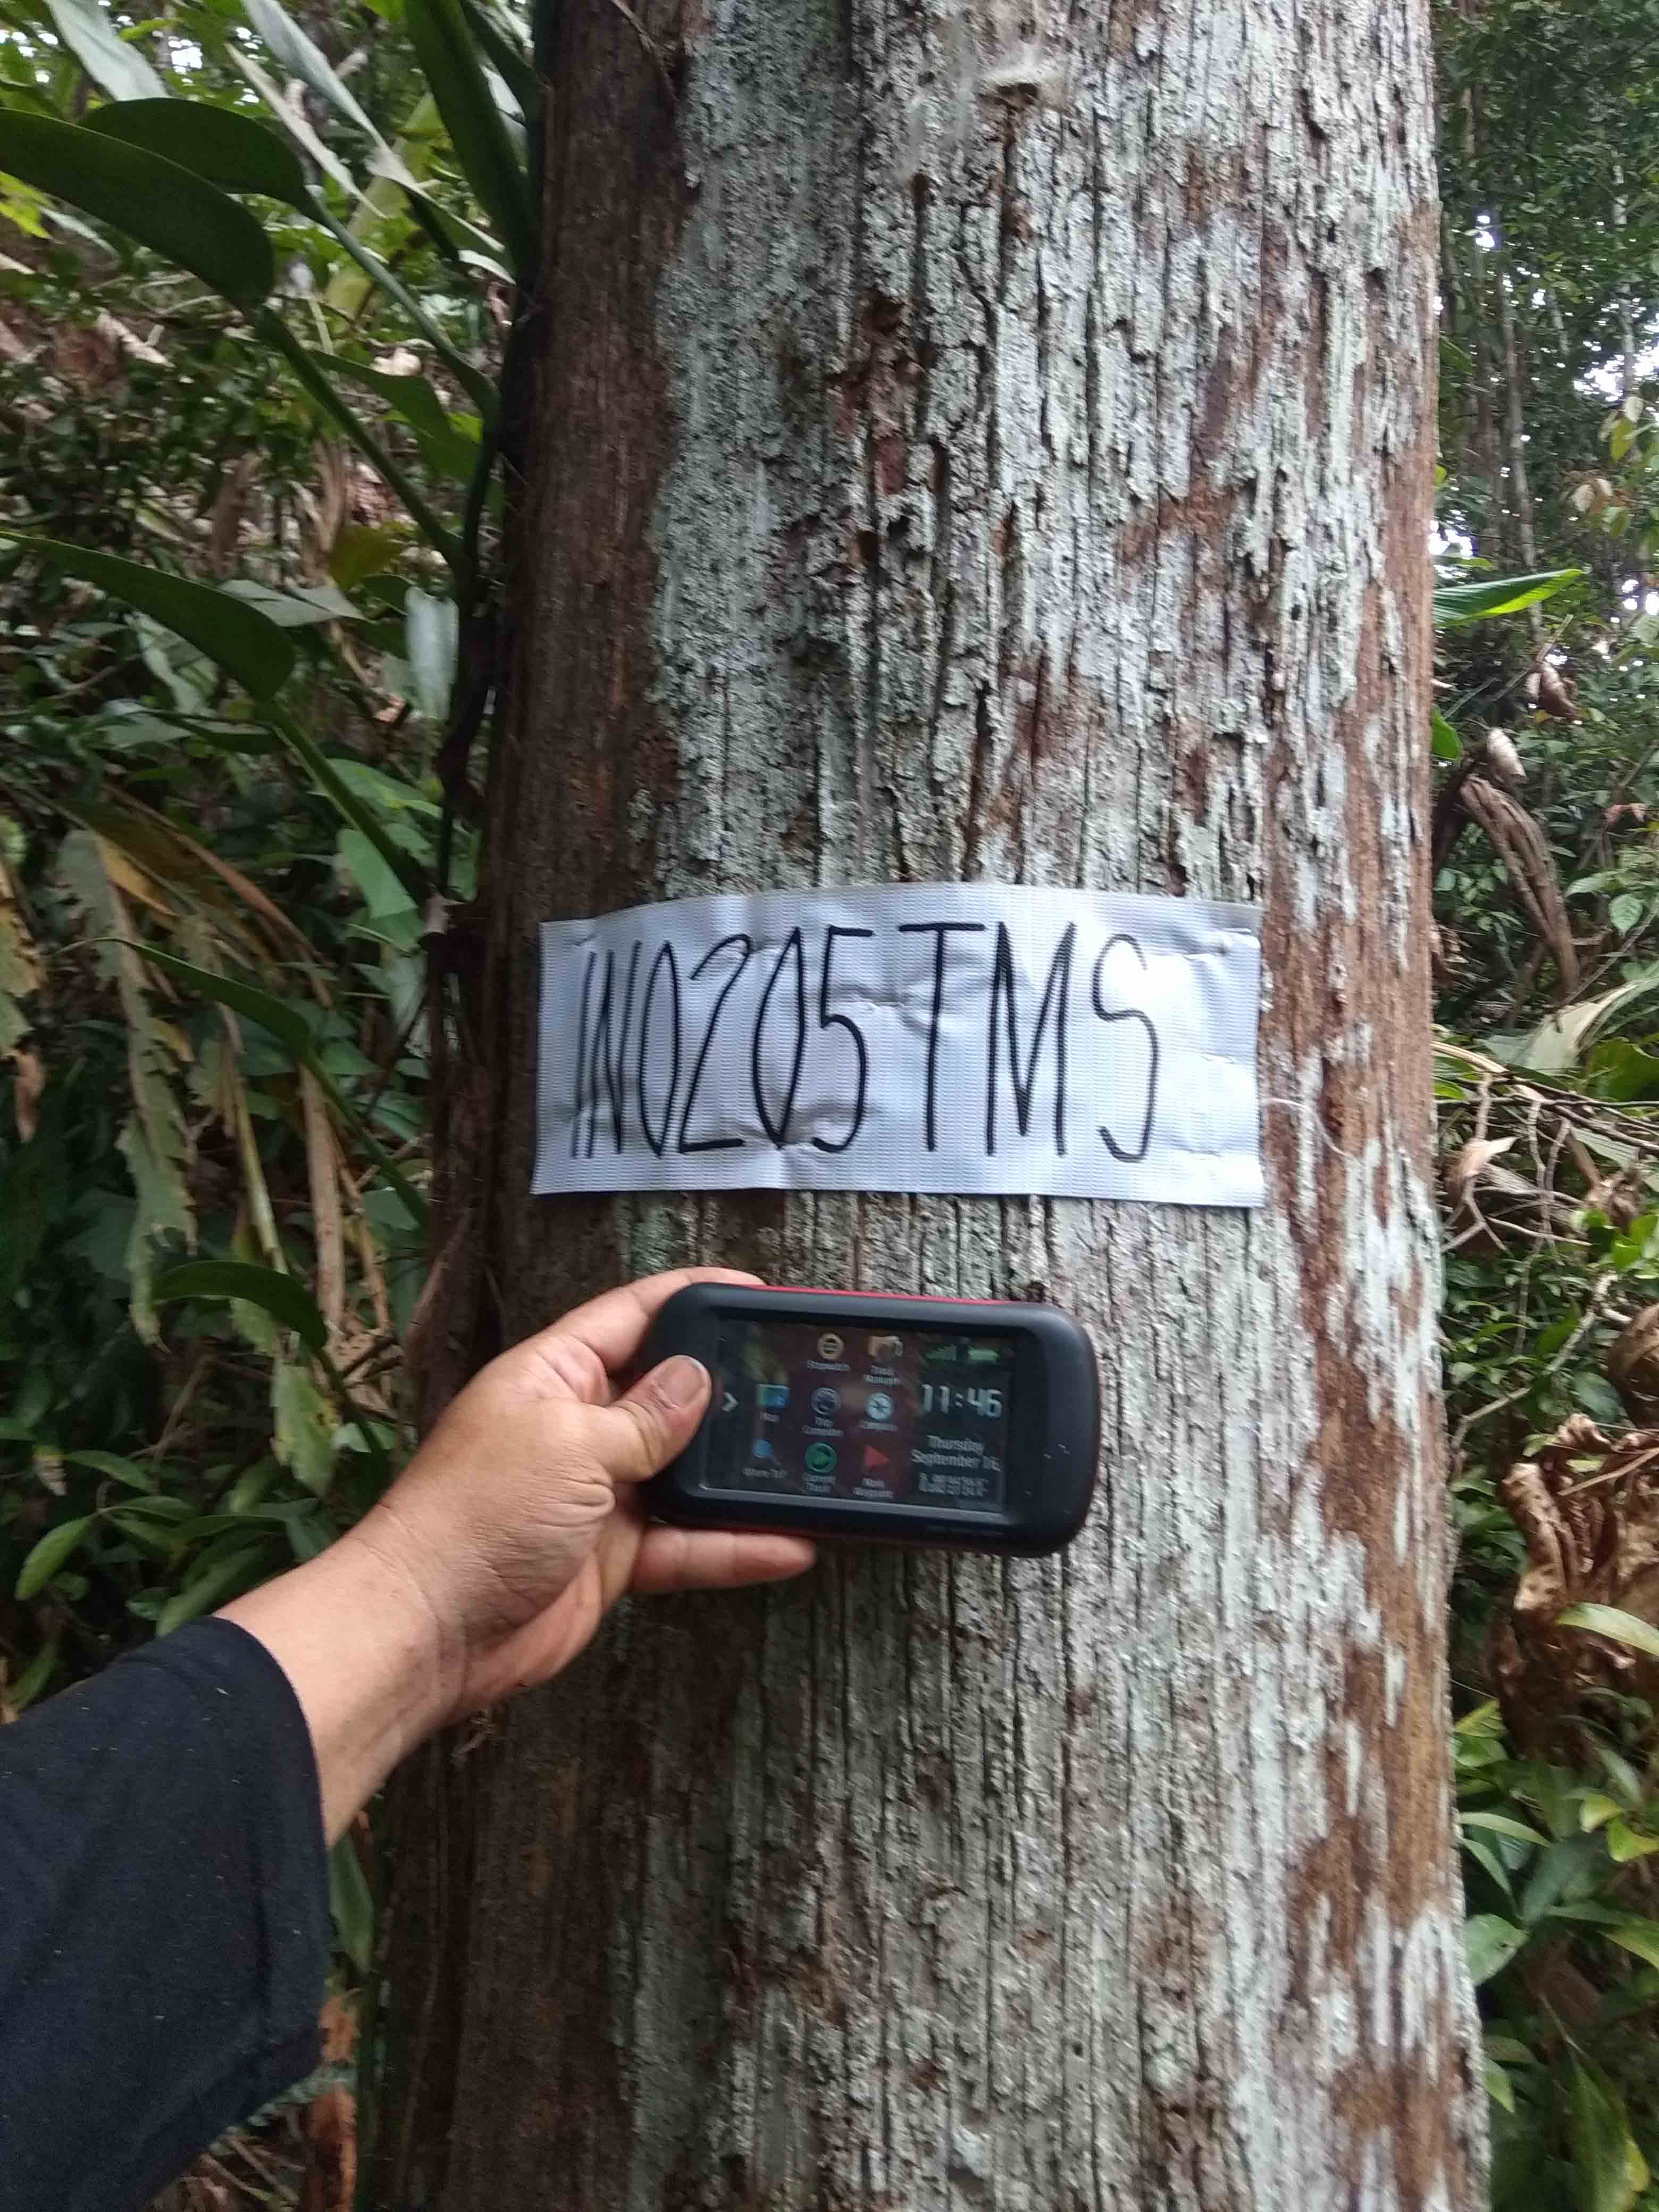 IN0205 TMS
Stopwatch
Track
Manager
11:46
Map
Trip
Computer
Compass
Thursday
September 16,
Where To?
Current
Track
Mark
Waypoint